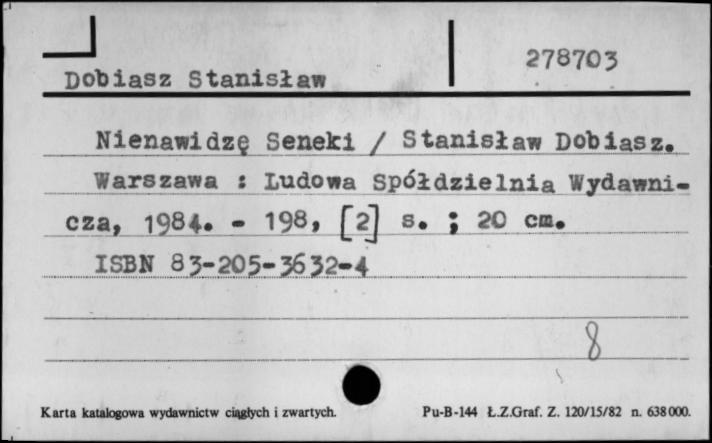 278703
Dobiasz Stanisław
Nienawidzę Seneki / Stanisław Dobiasz.
Warszawa : Ludowa Spółdzielnia Wydawni-
cza, 1984. - 198, [2] s. ; 20 cm.
ISBN 83-205-3632-4
8
Karta katalogowa wydawnictw ciągłych i zwartych.
Pu-B-144 Ł.Z.Graf. Z. 120/15/82 n. 638000.